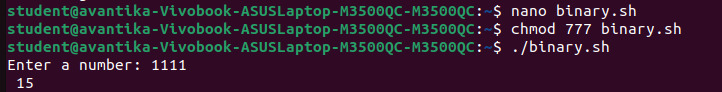 student@avantika-Vivobook-ASUSLaptop-M3500QC-M3500QC:~$ nano binary.sh
student@avantika-Vivobook-ASUSLaptop-M3500QC-M3500QC:~$ chmod 777 binary.sh
student@avantika-Vivobook-ASUSLaptop-M3500QC-M3500QC:~$ ./binary.sh
Enter a number: 1111
 15